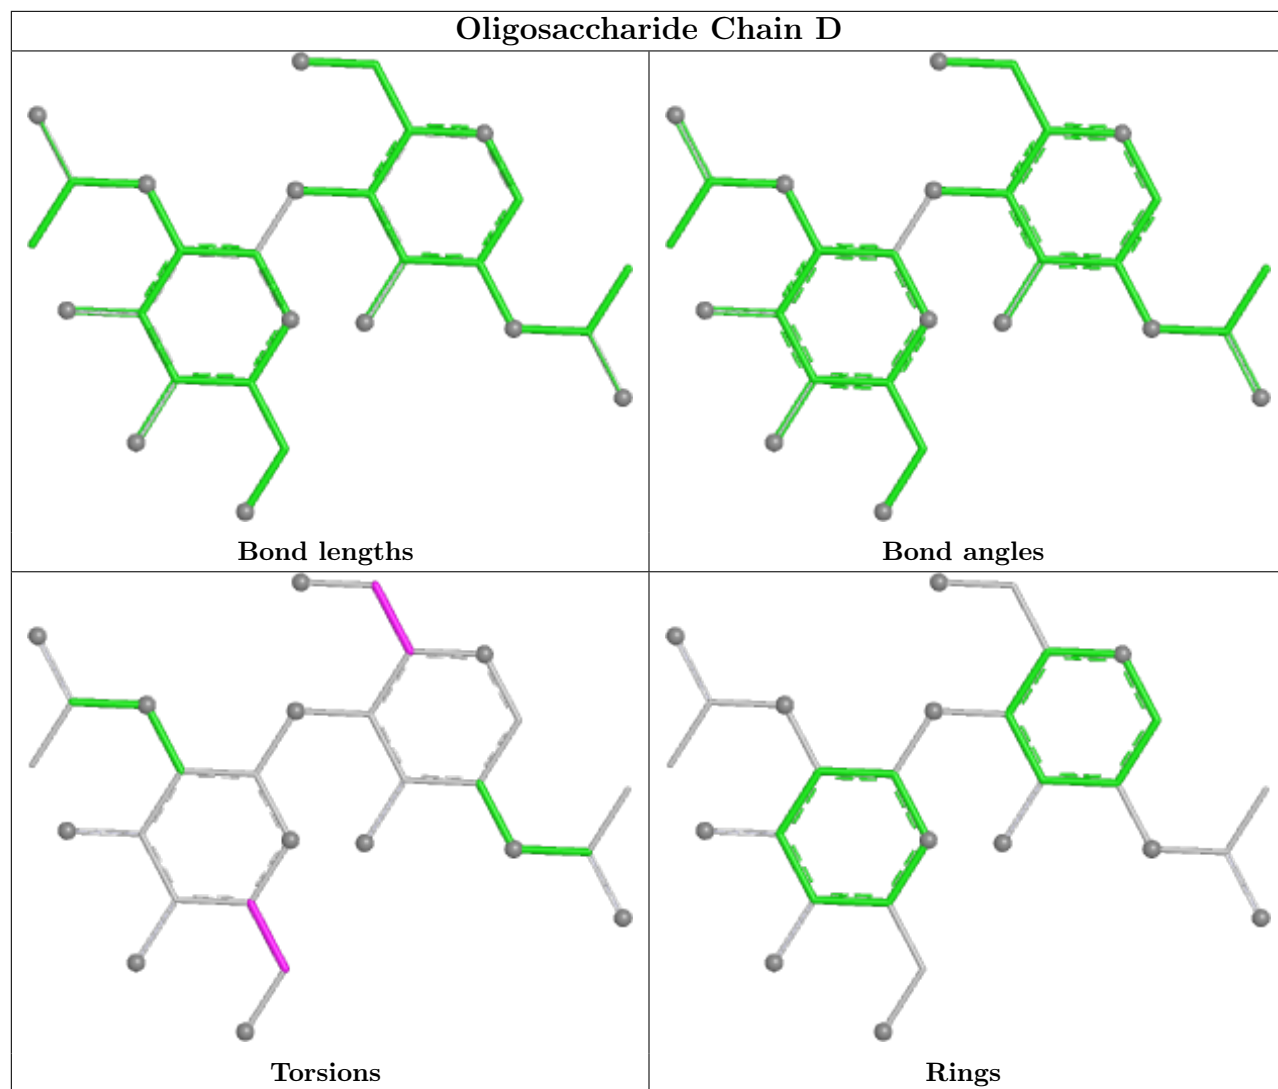 Oligosaccharide Chain D
Bond lengths
Bond angles
Torsions
Rings